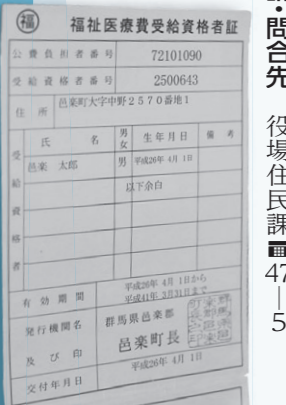 福 福祉医療費受給資格者証
公費負担者番号 72101090
受給資格者番号 2500643
住所 邑楽町大字中野2570番地1
受給資格者
氏名 男女 生年月日 備考
邑楽 太郎 男 平成26年 4月 1日
以下余白
有効期間 平成26年 4月 1日から
平成41年 3月31日まで
発行機関名及び印 群馬県邑楽郡
邑楽町長
交付年月日 平成26年 4月 1日
問合先
役場住民課☎47-5